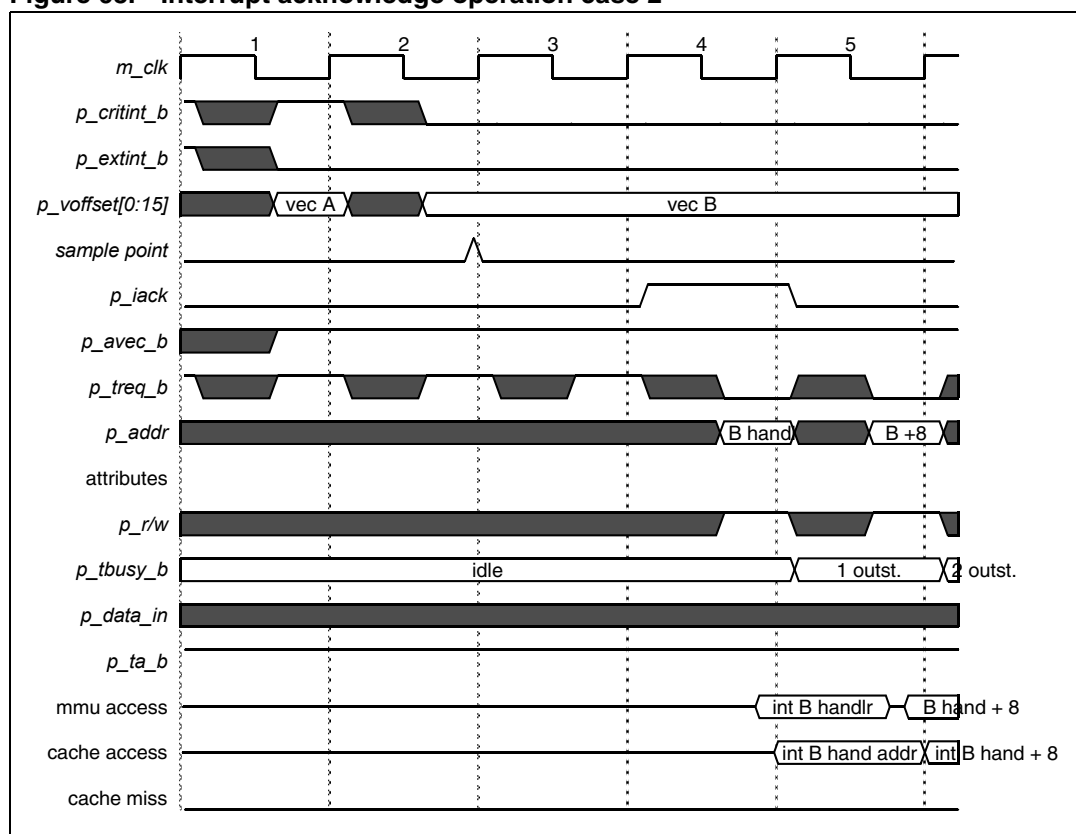 Figure 68. Interrupt acknowledge operation case 2
1 2 3 4 5
m_clk
p_critint_b
p_extint_b
p_voffset[0:15] vec A vec B
sample point
p_iack
p_avec_b
p_treq_b
p_addr B hand B +8
attributes
p_r/w
p_tbusy_b idle 1 outst. 2 outst.
p_data_in
p_ta_b
mmu access int B handlr B hand + 8
cache access int B hand addr int B hand + 8
cache miss